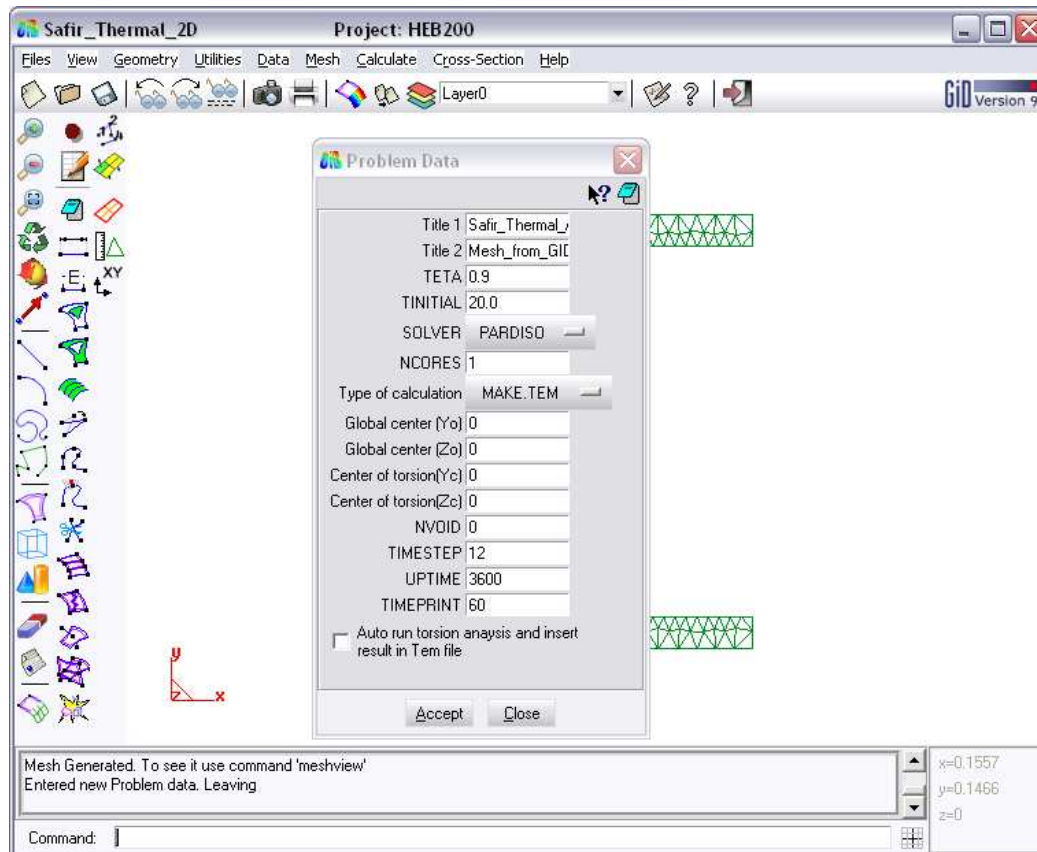 Safir_Thermal_2D Project: HEB200
Files View Geometry Utilities Data Mesh Calculate Cross-Section Help
Layer0
GiD Version 9
Problem Data
Title 1 Safir_Thermal_
Title 2 Mesh_from_GI
TETA 0.9
TINITIAL 20.0
SOLVER PARDISO
NCORES 1
Type of calculation MAKE.TEM
Global center (Yo) 0
Global center (Zo) 0
Center of torsion(Yc) 0
Center of torsion(Zc) 0
NVOID 0
TIMESTEP 12
UPTIME 3600
TIMEPRINT 60
Auto run torsion anaysis and insert
result in Tem file
Accept Close
y
z x
Mesh Generated. To see it use command 'meshview'
Entered new Problem data. Leaving
x=0.1557
y=0.1466
z=0
Command: